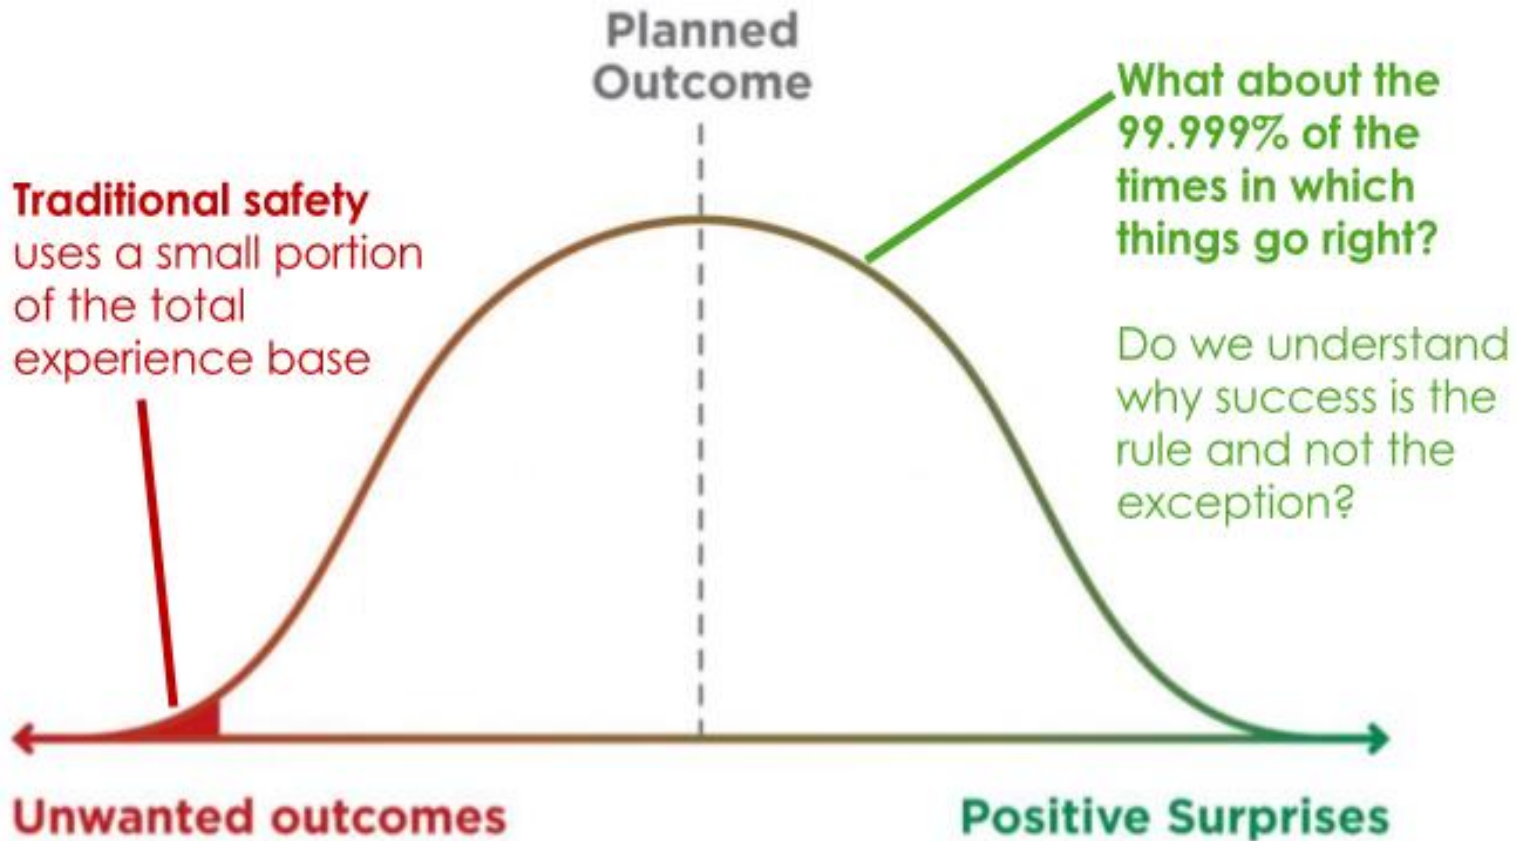 Planned
Outcome
What about the
99.999% of the
times in which
things go right?
Traditional safety
uses a small portion
of the total
experience base
Do we understand
why success is the
rule and not the
exception?
Unwanted outcomes
Positive Surprises